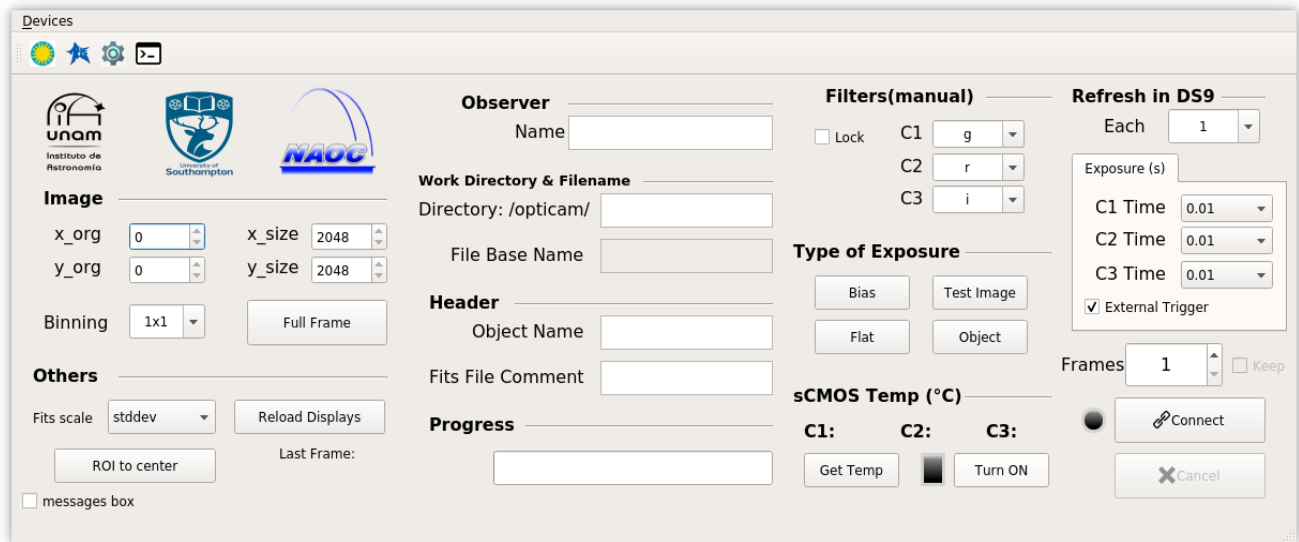 Devices
unam
Instituto de
Astronomía
University of
Southampton
NAOC
Image
x_org 0 x_size 2048
y_org 0 y_size 2048
Binning 1x1 Full Frame
Others
Fits scale stddev Reload Displays
ROI to center Last Frame:
messages box
Observer
Name
Work Directory & Filename
Directory: /opticam/
File Base Name
Header
Object Name
Fits File Comment
Progress
Filters(manual)
Lock C1 g
C2 r
C3 i
Type of Exposure
Bias Test Image
Flat Object
sCMOS Temp (°C)
C1: C2: C3:
Get Temp Turn ON
Refresh in DS9
Each 1
Exposure (s)
C1 Time 0.01
C2 Time 0.01
C3 Time 0.01
External Trigger
Frames 1 Keep
Connect
Cancel